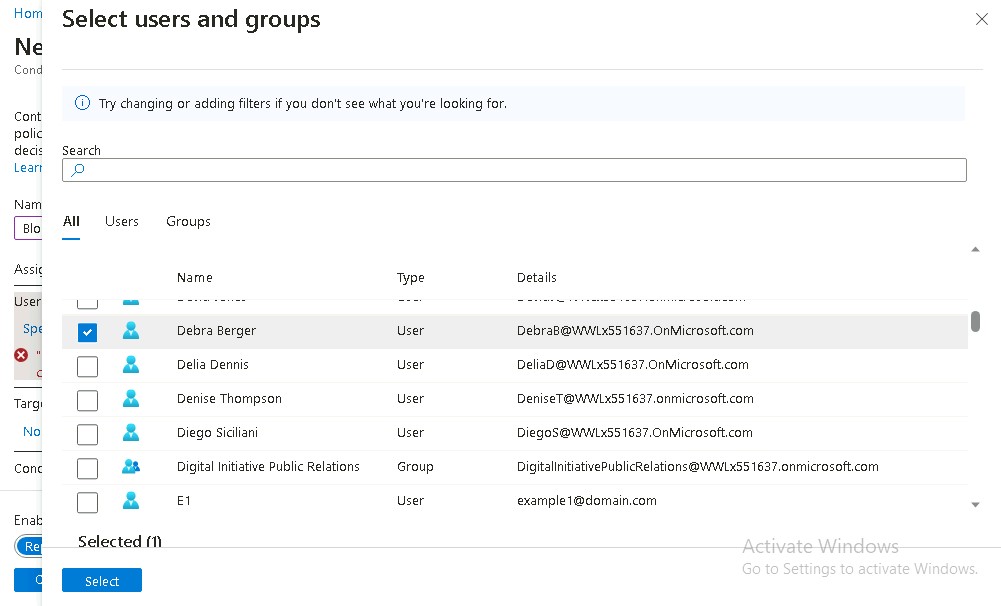 Hom
Select users and groups
Ne
Cond
Try changing or adding filters if you don't see what you're looking for.
Cont
polic
decis
Learn
Search
Nam
Blo
All Users Groups
Assig
Name Type Details
User
Spe
Debra Berger User DebraB@WWLx551637.OnMicrosoft.com
"
Delia Dennis User DeliaD@WWLx551637.OnMicrosoft.com
c
Denise Thompson User DeniseT@WWLx551637.onmicrosoft.com
Targe
No
Diego Siciliani User DiegoS@WWLx551637.OnMicrosoft.com
Cond
Digital Initiative Public Relations Group DigitalInitiativePublicRelations@WWLx551637.onmicrosoft.com
E1 User example1@domain.com
Enab
Selected (1)
Re
Activate Windows
Go to Settings to activate Windows.
C
Select